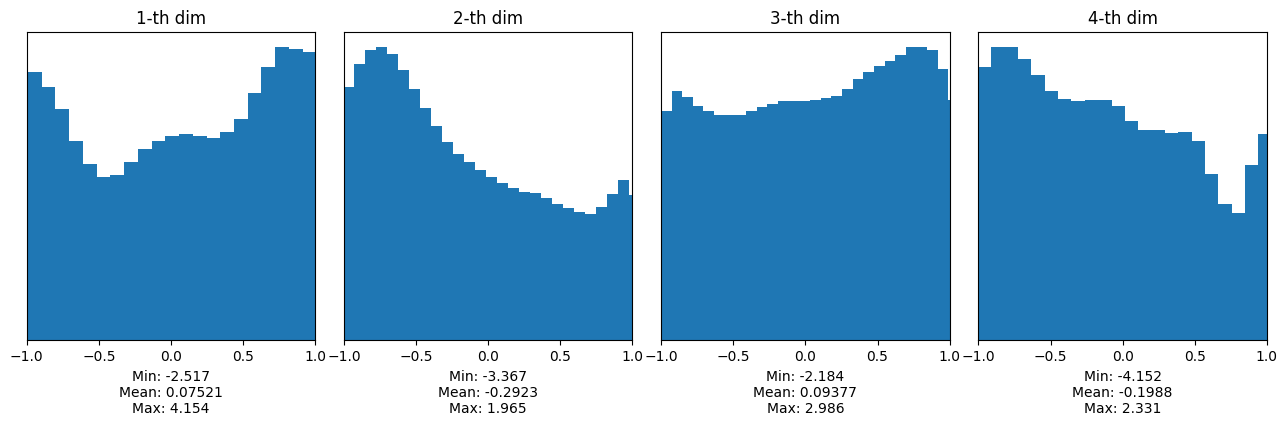 1-th dim 2-th dim 3-th dim 4-th dim
−1.0 −0.5 0.0 0.5 1.0 −1.0 −0.5 0.0 0.5 1.0 −1.0 −0.5 0.0 0.5 1.0 −1.0 −0.5 0.0 0.5 1.0
Min: -2.517 Min: -3.367 Min: -2.184 Min: -4.152
Mean: 0.07521 Mean: -0.2923 Mean: 0.09377 Mean: -0.1988
Max: 4.154 Max: 1.965 Max: 2.986 Max: 2.331